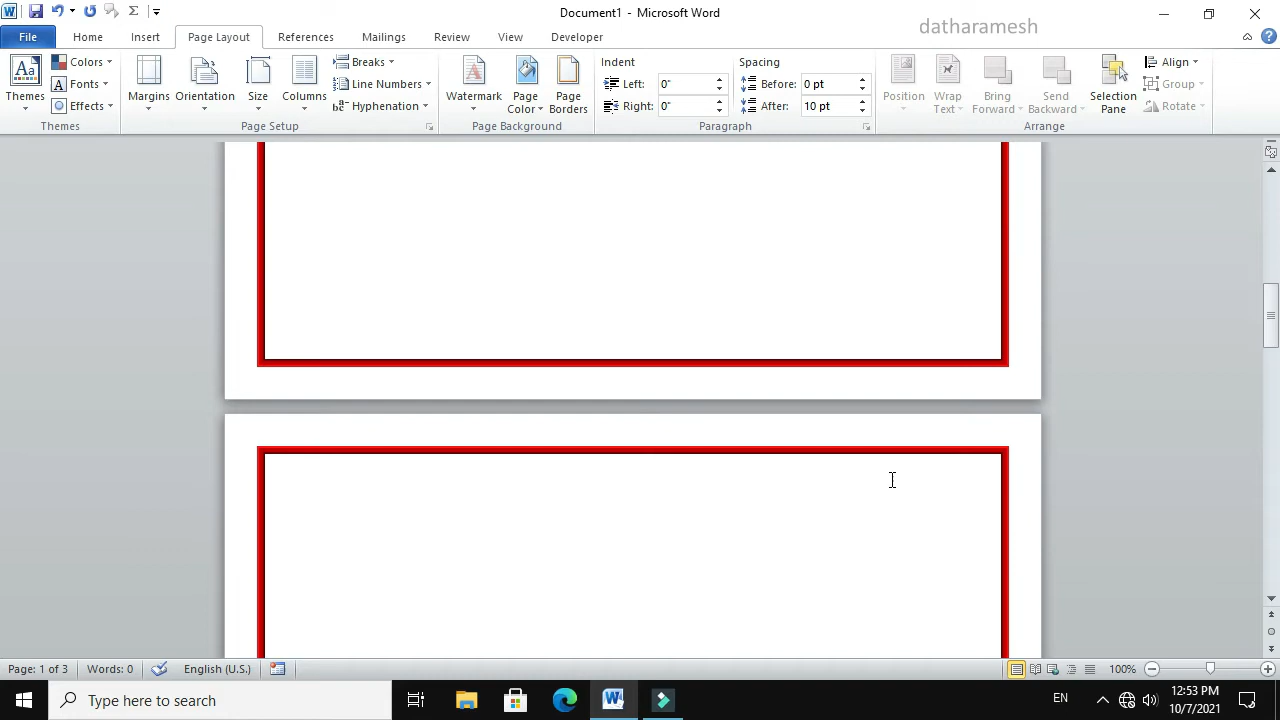 Document1 - Microsoft Word
datharamesh
File Home Insert Page Layout References Mailings Review View Developer
Themes
Colors
Fonts
Effects
Themes
Margins
Orientation
Size
Columns
Breaks
Line Numbers
Hyphenation
Page Setup
Watermark
Page Color
Page Borders
Page Background
Indent
Left: 0"
Right: 0"
Spacing
Before: 0 pt
After: 10 pt
Paragraph
Position
Wrap Text
Bring Forward
Send Backward
Selection Pane
Align
Group
Rotate
Arrange
Page: 1 of 3 Words: 0 English (U.S.) 100%
Type here to search
EN
12:53 PM
10/7/2021